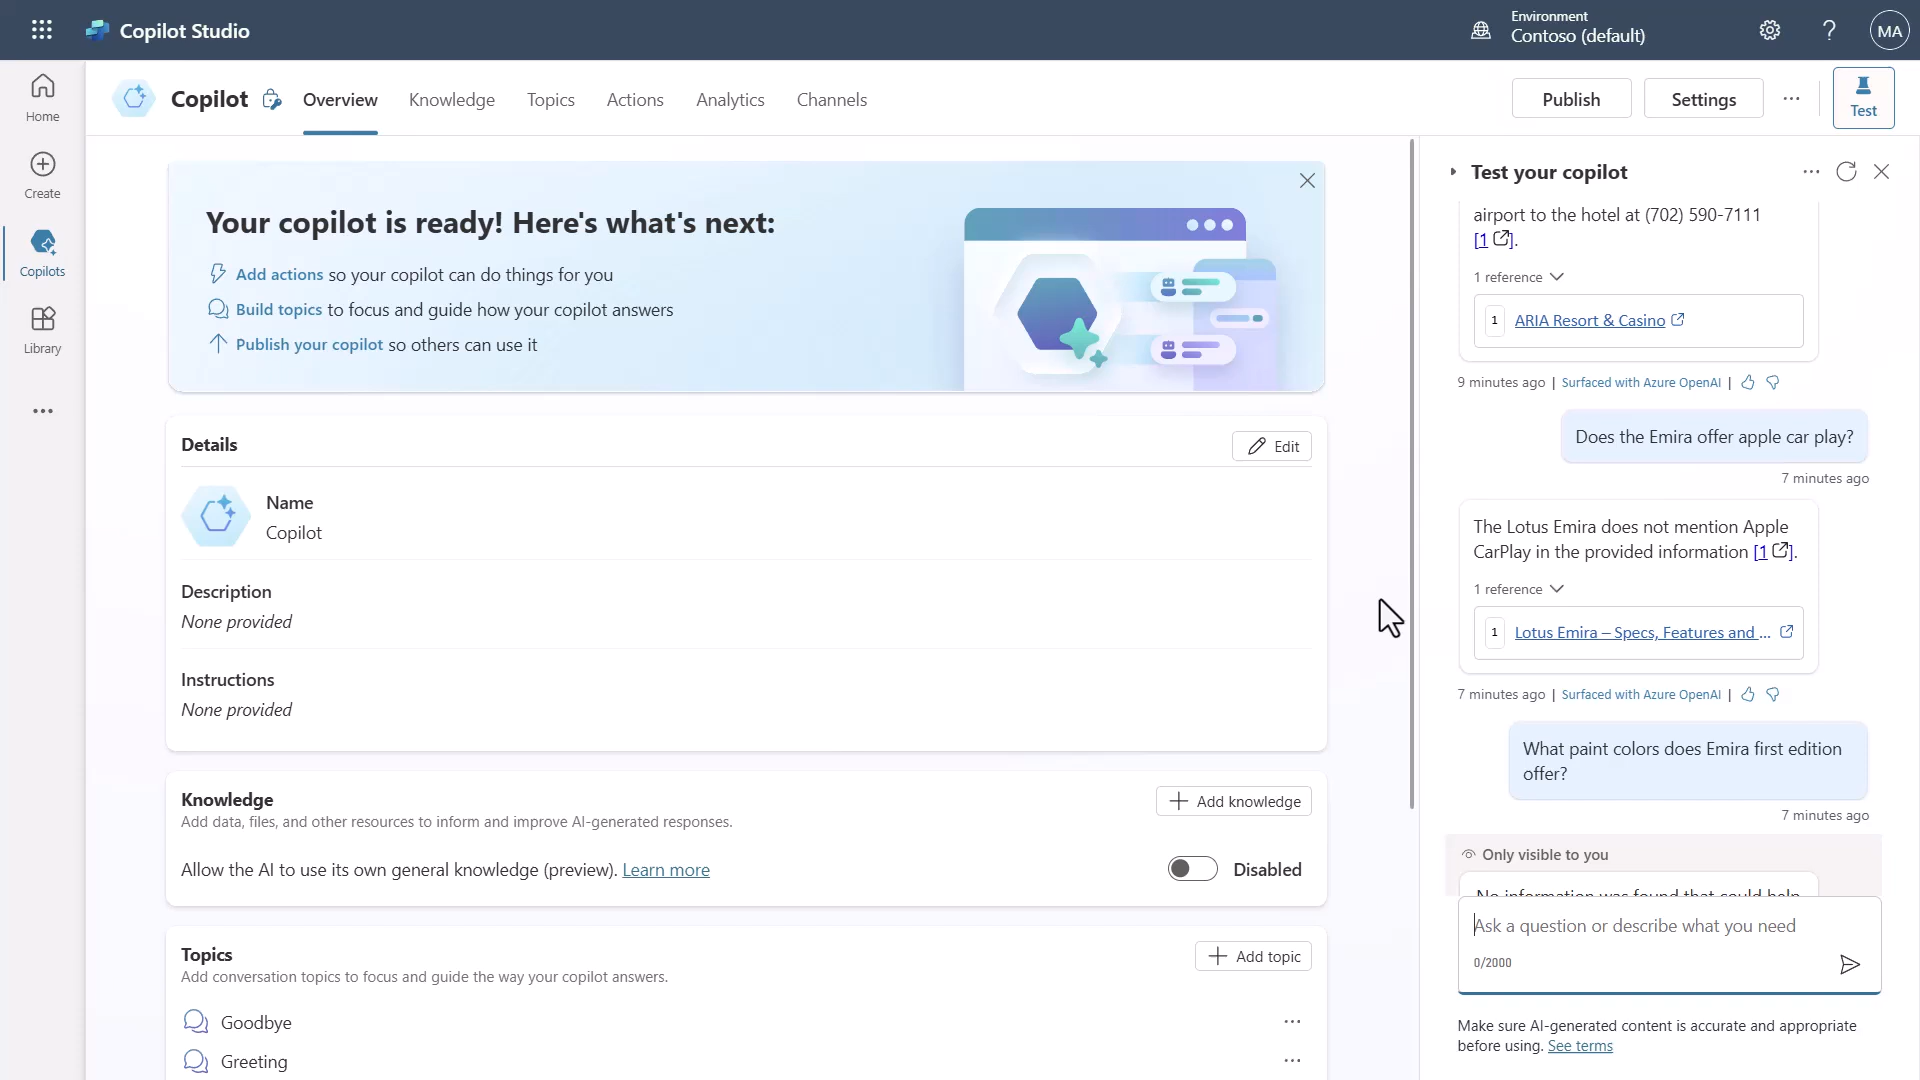 Copilot Studio
Environment
Contoso (default)
MA
Home
Create
Copilots
Library
Copilot
Overview
Knowledge
Topics
Actions
Analytics
Channels
Publish
Settings
Test
Your copilot is ready! Here's what's next:
Add actions so your copilot can do things for you
Build topics to focus and guide how your copilot answers
Publish your copilot so others can use it
Details
Edit
Name
Copilot
Description
None provided
Instructions
None provided
Knowledge
Add knowledge
Add data, files, and other resources to inform and improve AI-generated responses.
Allow the AI to use its own general knowledge (preview). Learn more
Disabled
Topics
Add topic
Add conversation topics to focus and guide the way your copilot answers.
Goodbye
Greeting
Test your copilot
airport to the hotel at (702) 590-7111
[1].
1 reference
1 ARIA Resort & Casino
9 minutes ago | Surfaced with Azure OpenAI |
Does the Emira offer apple car play?
7 minutes ago
The Lotus Emira does not mention Apple
CarPlay in the provided information [1].
1 reference
1 Lotus Emira – Specs, Features and ...
7 minutes ago | Surfaced with Azure OpenAI |
What paint colors does Emira first edition
offer?
7 minutes ago
Only visible to you
No information was found that could help
Ask a question or describe what you need
0/2000
Make sure AI-generated content is accurate and appropriate
before using. See terms